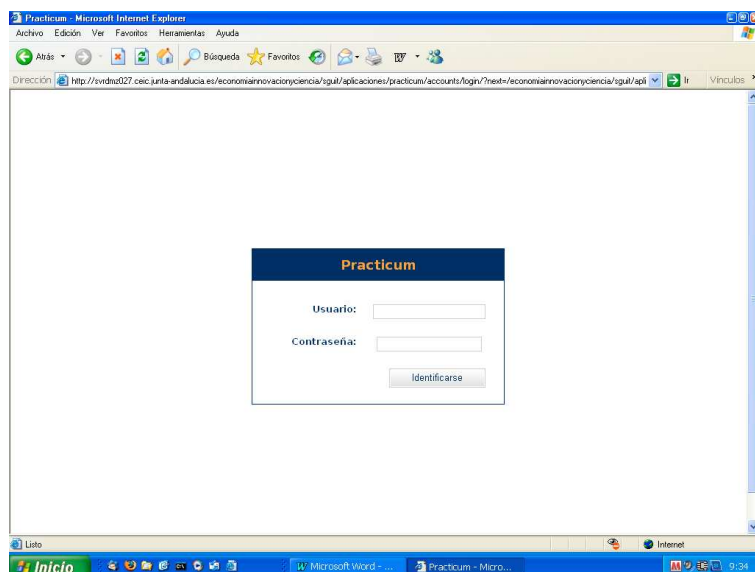 Practicum - Microsoft Internet Explorer
Archivo Edición Ver Favoritos Herramientas Ayuda
Atrás Búsqueda Favoritos
Dirección http://svrdmz027.ceic.junta-andalucia.es/economiainnovacionyciencia/sguit/aplicaciones/practicum/accounts/login/?next=/economiainnovacionyciencia/sguit/apli Ir Vínculos
Practicum
Usuario:
Contraseña:
Identificarse
Listo Internet
Inicio W Microsoft Word - ... Practicum - Micro... 9:34